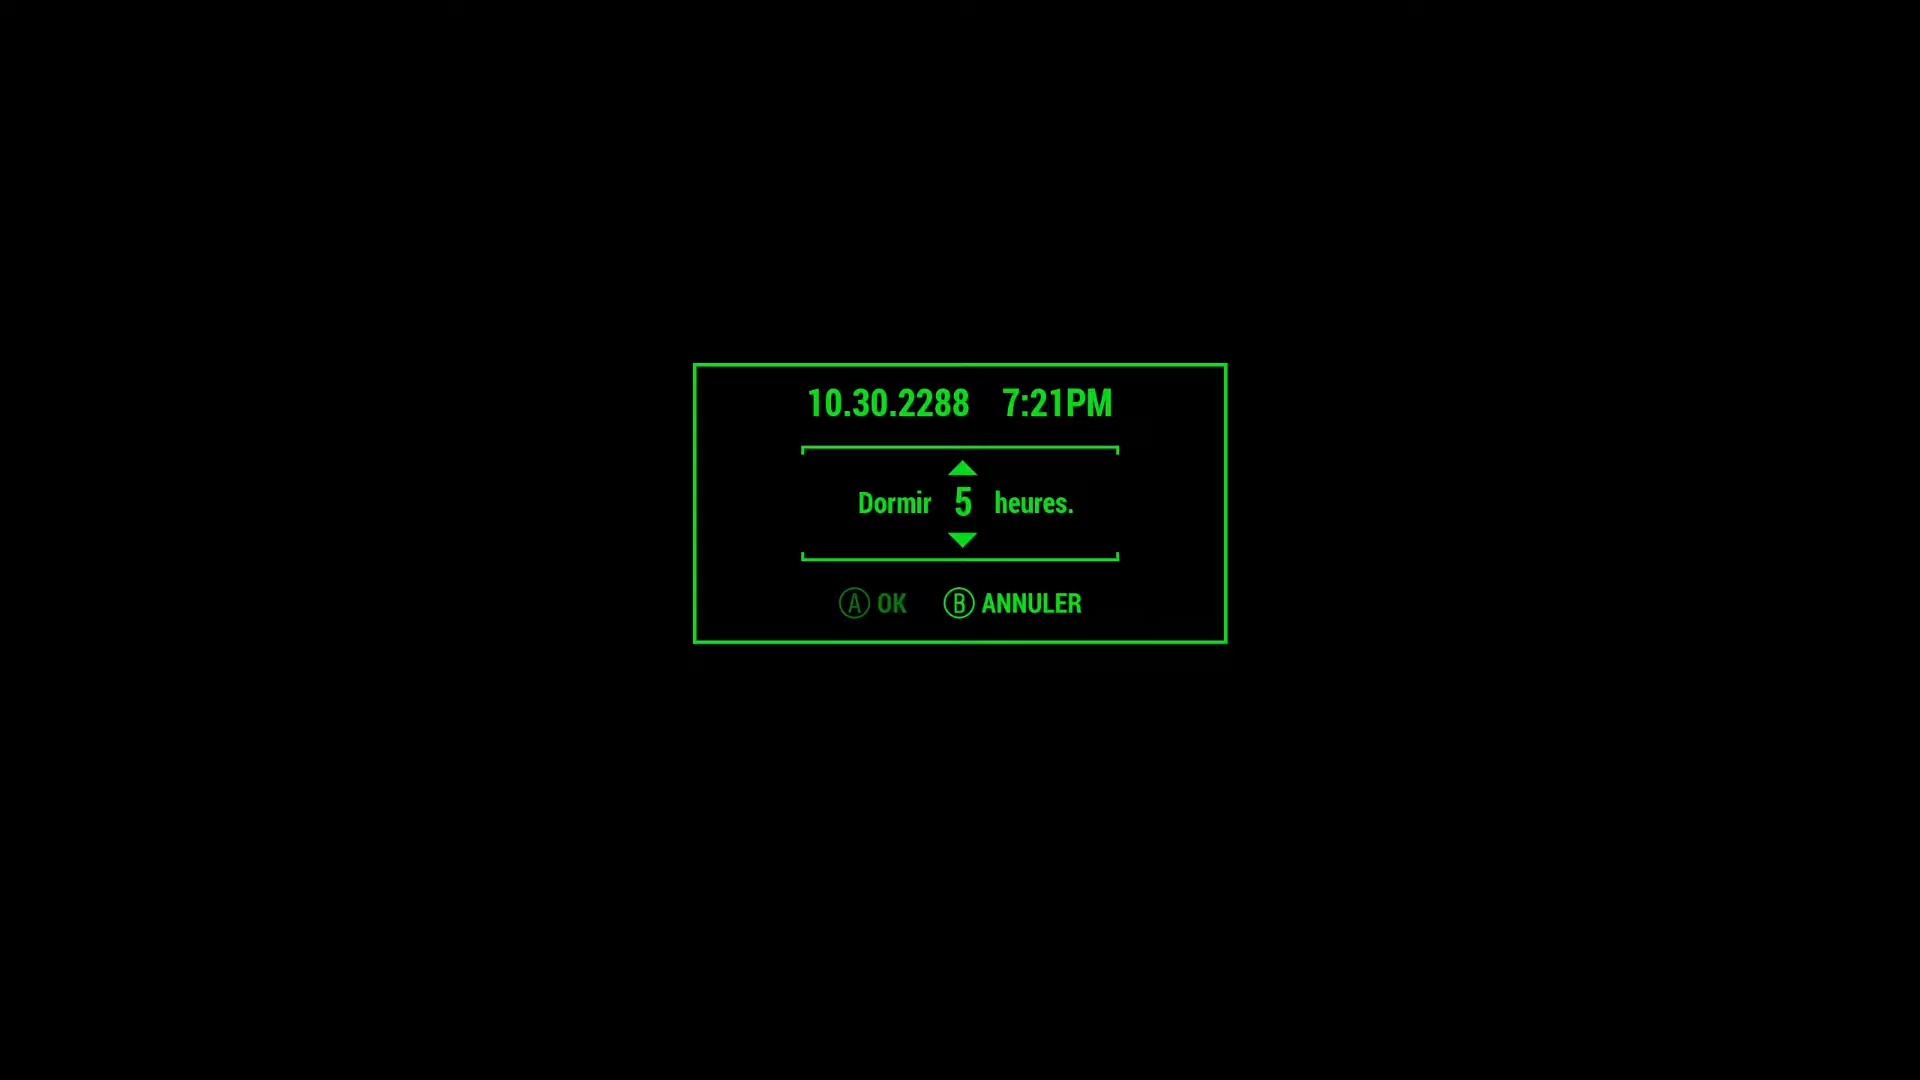 10.30.2288 7:21PM
Dormir 5 heures.
Ⓐ OK Ⓑ ANNULER